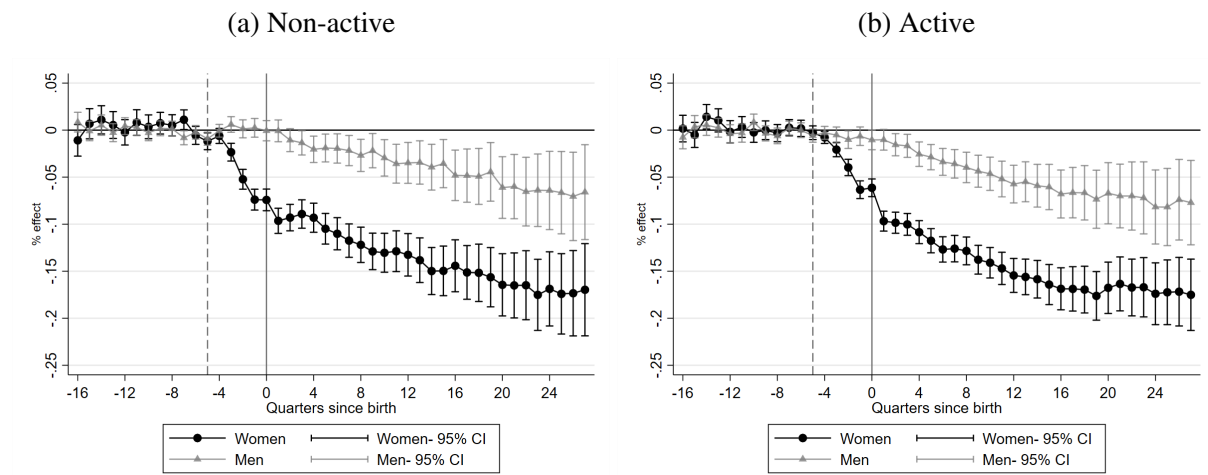 (a) Non-active
.05
0
-.05
-.1
-.15
-.2
-.25
% effect
-16 -12 -8 -4 0 4 8 12 16 20 24
Quarters since birth
Women Women- 95% CI
Men Men- 95% CI
(b) Active
.05
0
-.05
-.1
-.15
-.2
-.25
% effect
-16 -12 -8 -4 0 4 8 12 16 20 24
Quarters since birth
Women Women- 95% CI
Men Men- 95% CI